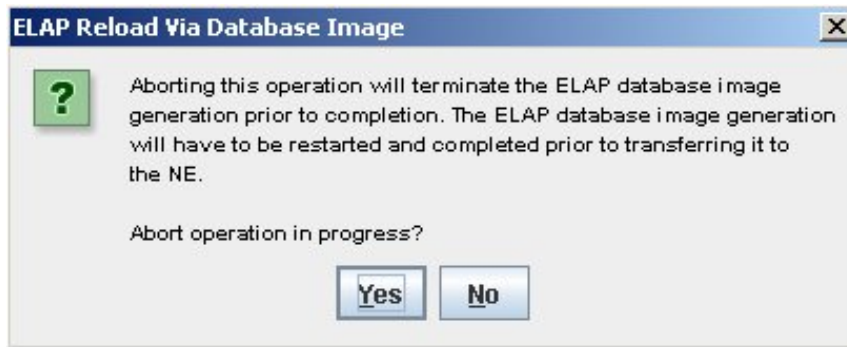 ELAP Reload Via Database Image
X
?
Aborting this operation will terminate the ELAP database image
generation prior to completion. The ELAP database image generation
will have to be restarted and completed prior to transferring it to
the NE.
Abort operation in progress?
Yes No